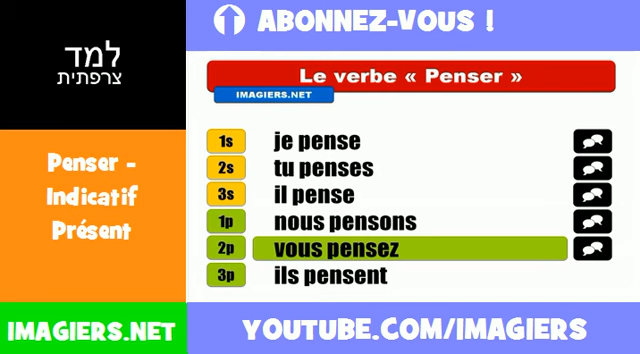 למד
צרפתית
Penser -
Indicatif
Présent
IMAGIERS.NET
ABONNEZ-VOUS !
Le verbe « Penser »
IMAGIERS.NET
1s je pense
2s tu penses
3s il pense
1p nous pensons
2p vous pensez
3p ils pensent
YOUTUBE.COM/IMAGIERS